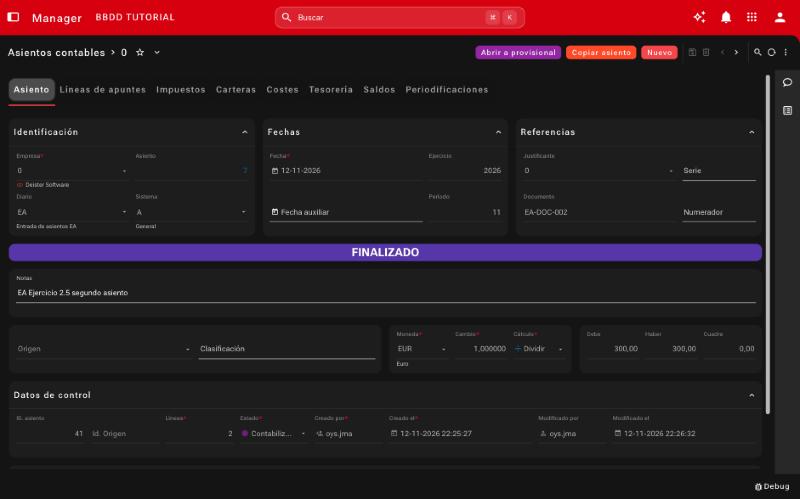 Manager BBDD TUTORIAL Buscar ⌘ K
Asientos contables > 0 Abrir a provisional Copiar asiento Nuevo
Asiento Líneas de apuntes Impuestos Carteras Costes Tesorería Saldos Periodificaciones
Identificación Fechas Referencias
Empresa* Asiento Fecha* Ejercicio Justificante
0 7 12-11-2026 2026 0 Serie
Deister Software
Diario Sistema Periodo Documento
EA A Fecha auxiliar 11 EA-DOC-002 Numerador
Entrada de asientos EA General
FINALIZADO
Notas
EA Ejercicio 2.5 segundo asiento
Moneda* Cambio* Cálculo* Debe Haber Cuadre
Origen Clasificación EUR 1,000000 Dividir 300,00 300,00 0,00
Euro
Datos de control
ID. asiento Líneas* Estado* Creado por* Creado el* Modificado por Modificado el
41 Id. Origen 2 Contabiliz... oys.jma 12-11-2026 22:25:27 oys.jma 12-11-2026 22:26:32
Debug